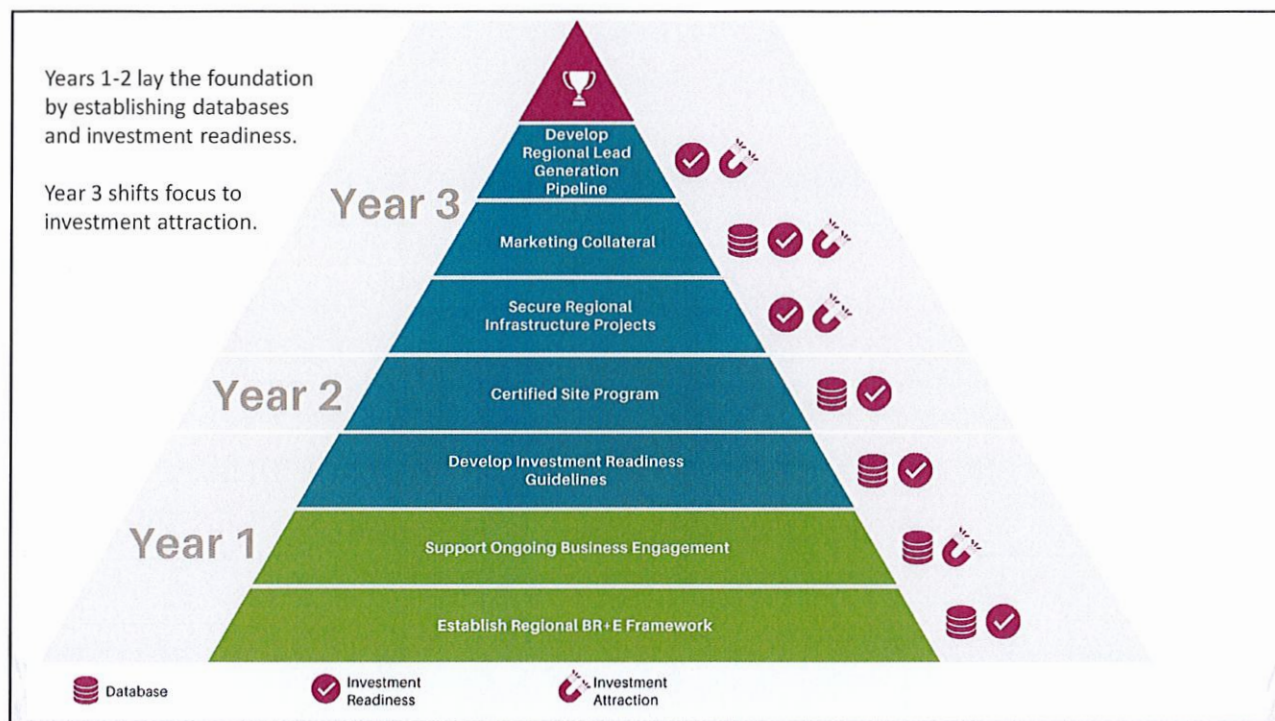 Years 1-2 lay the foundation
by establishing databases
and investment readiness.
Year 3 shifts focus to
investment attraction.
Develop
Regional Lead
Generation
Pipeline
Year 3
Marketing Collateral
Secure Regional
Infrastructure Projects
Year 2
Certified Site Program
Develop Investment Readiness
Guidelines
Year 1
Support Ongoing Business Engagement
Establish Regional BR+E Framework
Database
Investment
Readiness
Investment
Attraction